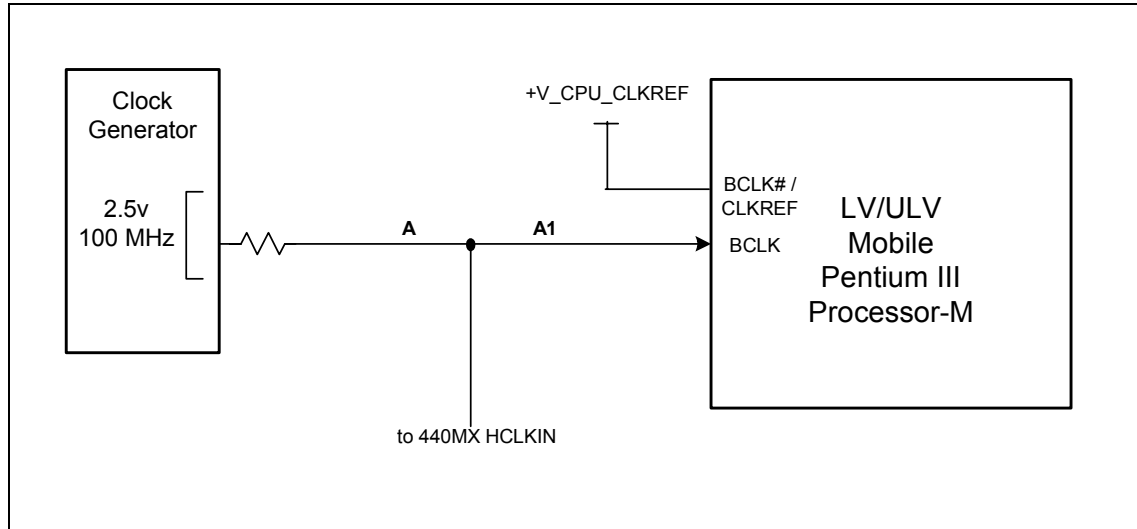 Clock
Generator
2.5v
100 MHz
A
A1
to 440MX HCLKIN
+V_CPU_CLKREF
BCLK# /
CLKREF
BCLK
LV/ULV
Mobile
Pentium III
Processor-M